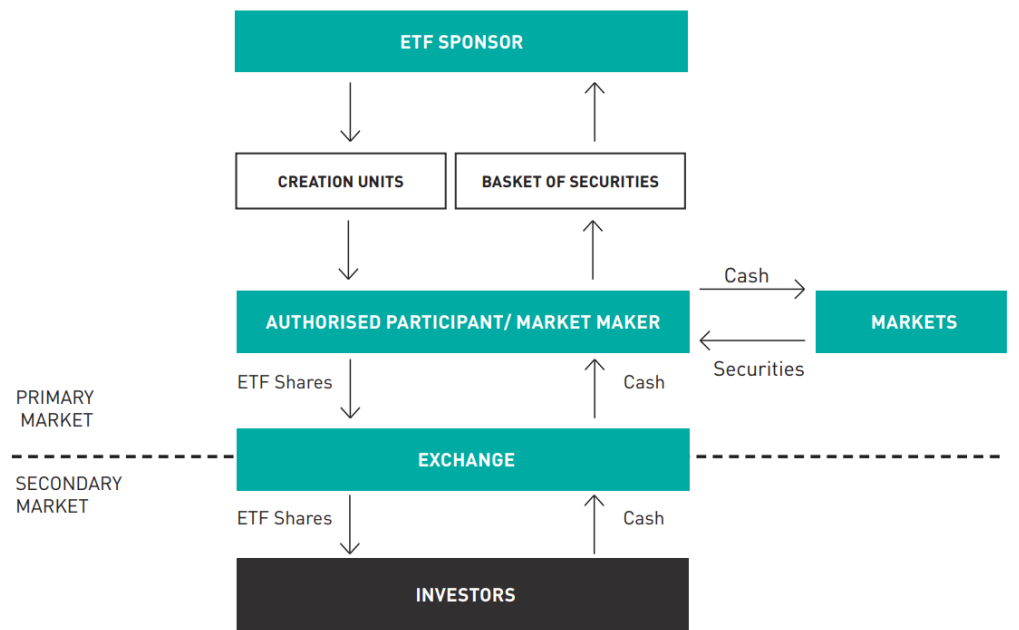 ETF SPONSOR
CREATION UNITS
BASKET OF SECURITIES
Cash
AUTHORISED PARTICIPANT/ MARKET MAKER
MARKETS
Securities
ETF Shares
Cash
PRIMARY
MARKET
EXCHANGE
SECONDARY
MARKET
ETF Shares
Cash
INVESTORS